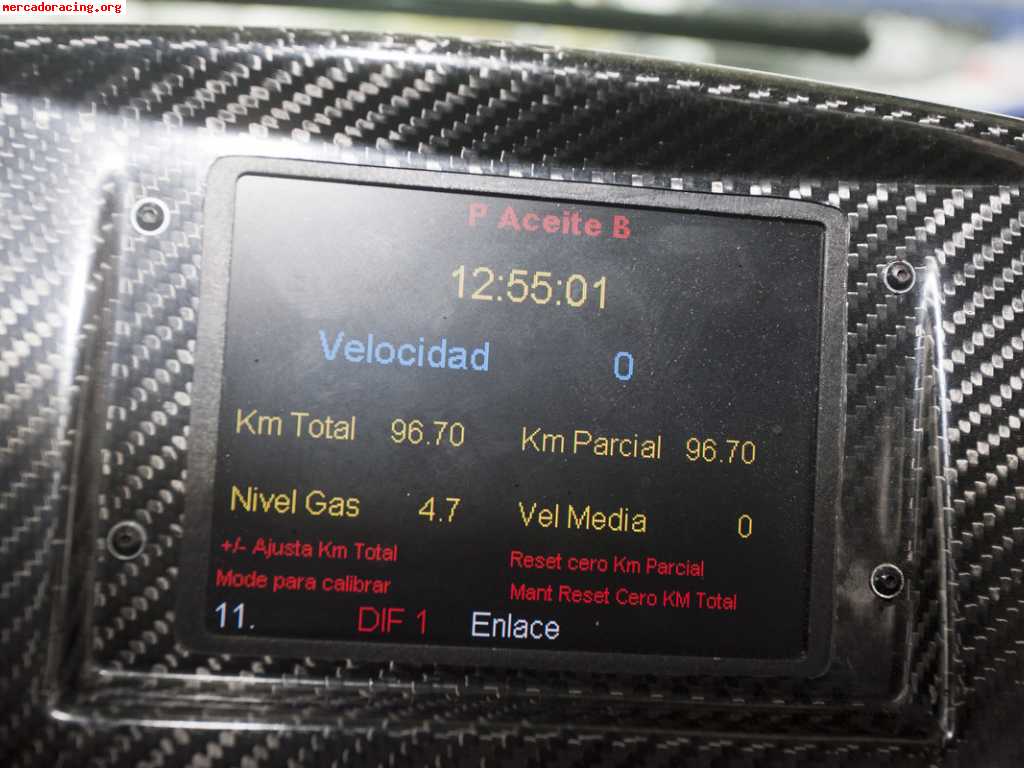 mercadoracing.org
P Aceite B
12:55:01
Velocidad 0
Km Total 96.70 Km Parcial 96.70
Nivel Gas 4.7 Vel Media 0
+/- Ajusta Km Total Reset cero Km Parcial
Mode para calibrar Mant Reset Cero KM Total
11. DIF 1 Enlace